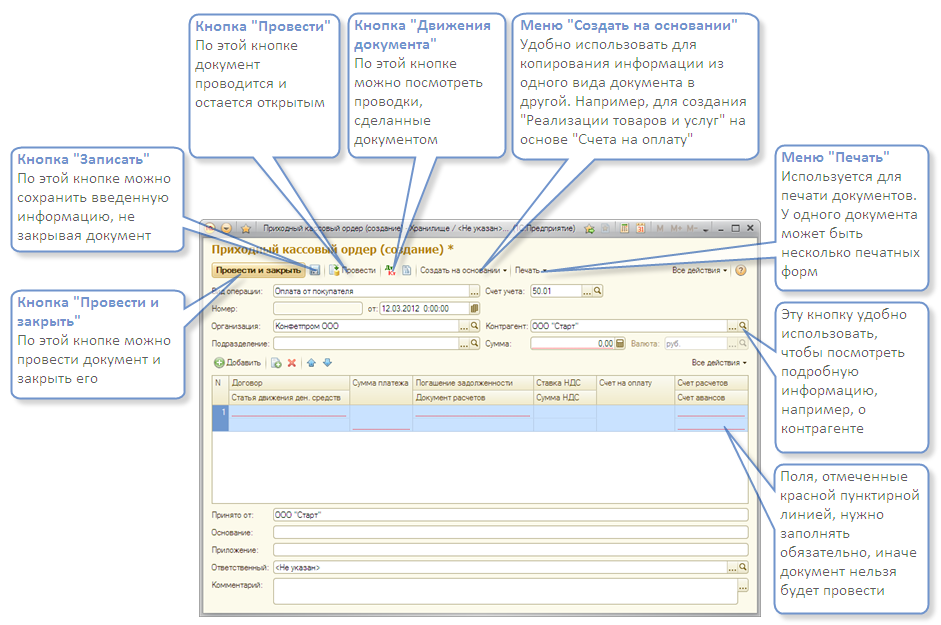 Кнопка "Провести"
По этой кнопке
документ
проводится и
остается открытым
Кнопка "Движения
документа"
По этой кнопке
можно посмотреть
проводки,
сделанные
документом
Меню "Создать на основании"
Удобно использовать для
копирования информации из
одного вида документа в
другой. Например, для создания
"Реализации товаров и услуг" на
основе "Счета на оплату"
Кнопка "Записать"
По этой кнопке можно
сохранить введенную
информацию, не
закрывая документ
Меню "Печать"
Используется для
печати документов.
У одного документа
может быть
несколько печатных
форм
Кнопка "Провести и
закрыть"
По этой кнопке можно
провести документ и
закрыть его
Эту кнопку удобно
использовать,
чтобы посмотреть
подробную
информацию,
например, о
контрагенте
Поля, отмеченные
красной пунктирной
линией, нужно
заполнять
обязательно, иначе
документ нельзя
будет провести
Приходный кассовый ордер (создание) Хранилище / <Не указан>... Предприятие) M M+ M-
Приходный кассовый ордер (создание) *
Провести и закрыть Провести Дт Кт Создать на основании Печать Все действия ?
операции: Оплата от покупателя ... Счет учета: 50.01 ...
Номер: от: 12.03.2012 0:00:00
Организация: Конфетпром ООО ... Контрагент: ООО "Старт" ...
Подразделение: ... Сумма: 0,00 Валюта: руб. ...
Добавить Все действия
N Договор Сумма платежа Погашение задолженности Ставка НДС Счет на оплату Счет расчетов
Статья движения ден. средств Документ расчетов Сумма НДС Счет авансов
1
Принято от: ООО "Старт"
Основание:
Приложение:
Ответственный: <Не указан> ...
Комментарий: ...